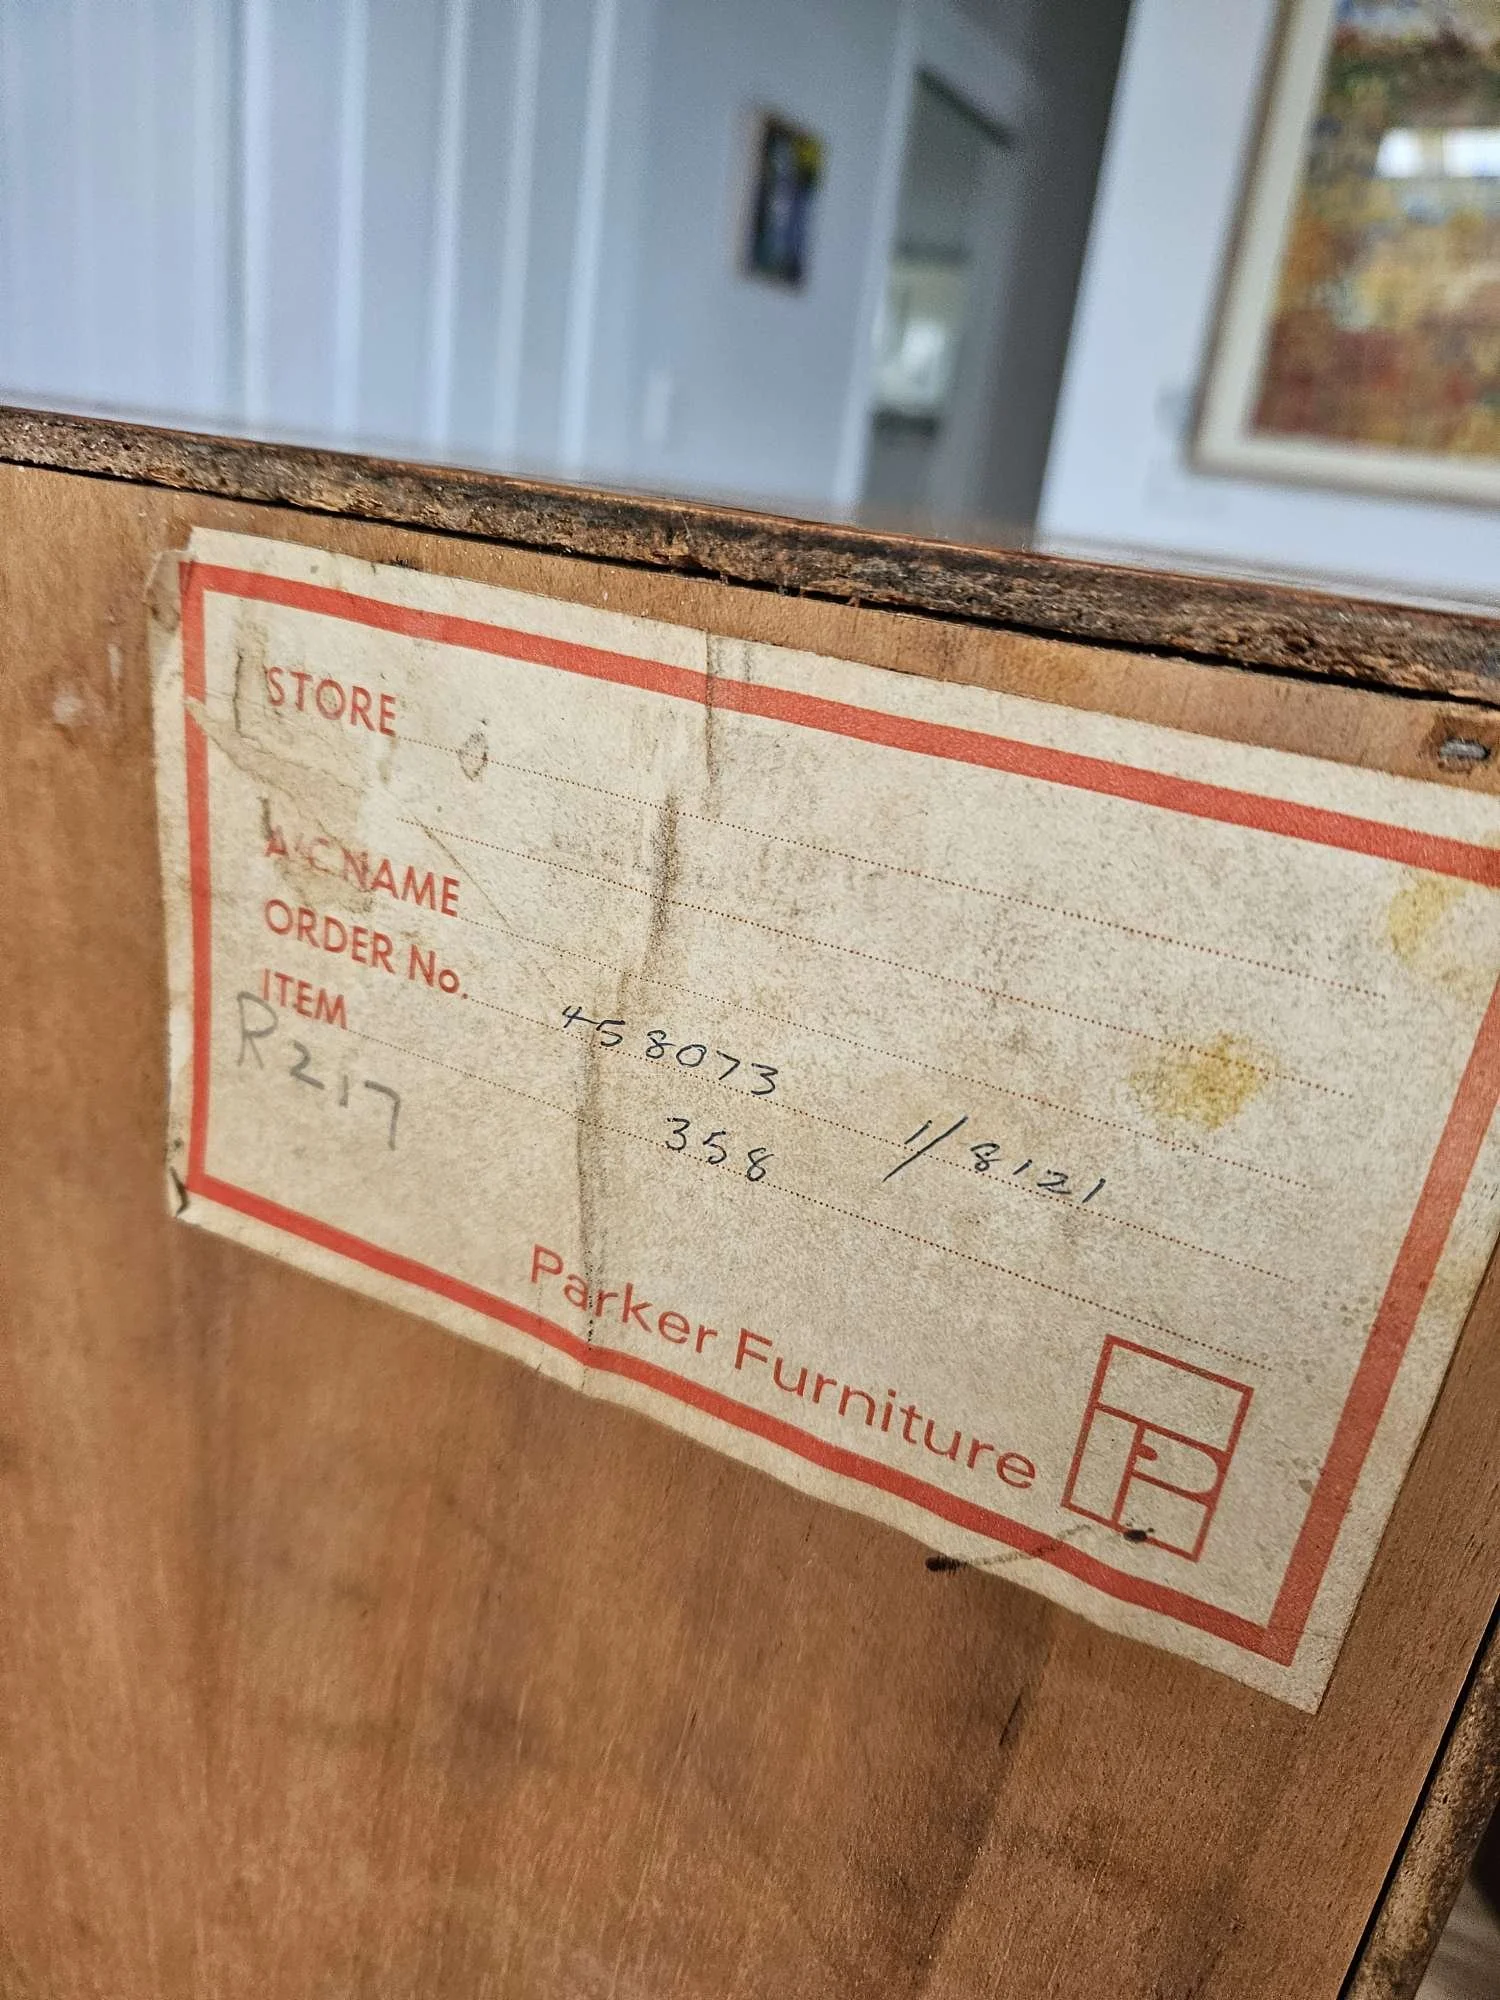 STORE
A/C NAME
ORDER No. 458073 1/8121
ITEM 358
R217
Parker Furniture